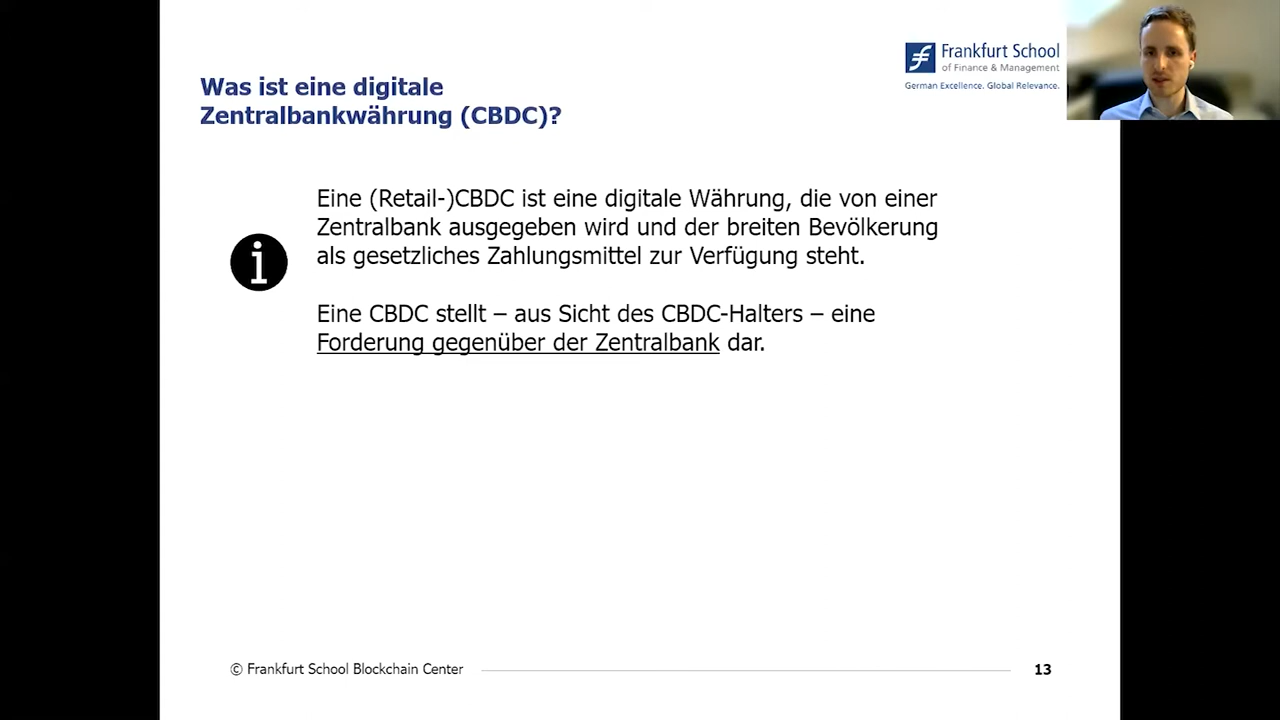 Frankfurt School
of Finance & Management
German Excellence. Global Relevance.
Was ist eine digitale
Zentralbankwährung (CBDC)?
Eine (Retail-)CBDC ist eine digitale Währung, die von einer
Zentralbank ausgegeben wird und der breiten Bevölkerung
als gesetzliches Zahlungsmittel zur Verfügung steht.
Eine CBDC stellt – aus Sicht des CBDC-Halters – eine
Forderung gegenüber der Zentralbank dar.
© Frankfurt School Blockchain Center
13